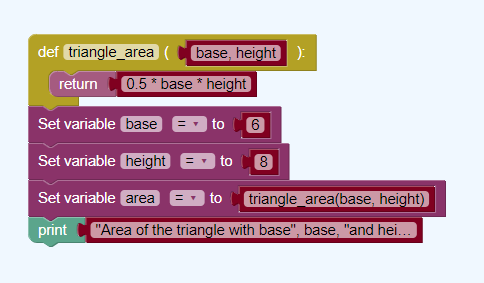 def triangle_area ( base, height ):
return 0.5 * base * height
Set variable base = to 6
Set variable height = to 8
Set variable area = to triangle_area(base, height)
print "Area of the triangle with base", base, "and hei…